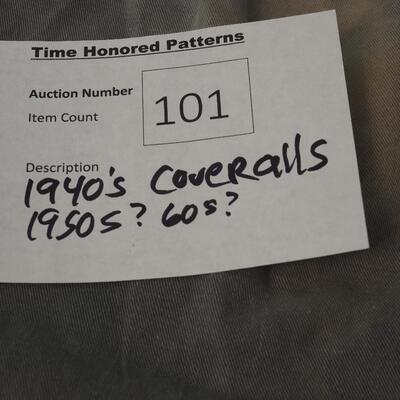 Time Honored Patterns
Auction Number
Item Count
101
Description
1940's Coveralls
1950s? 60s?